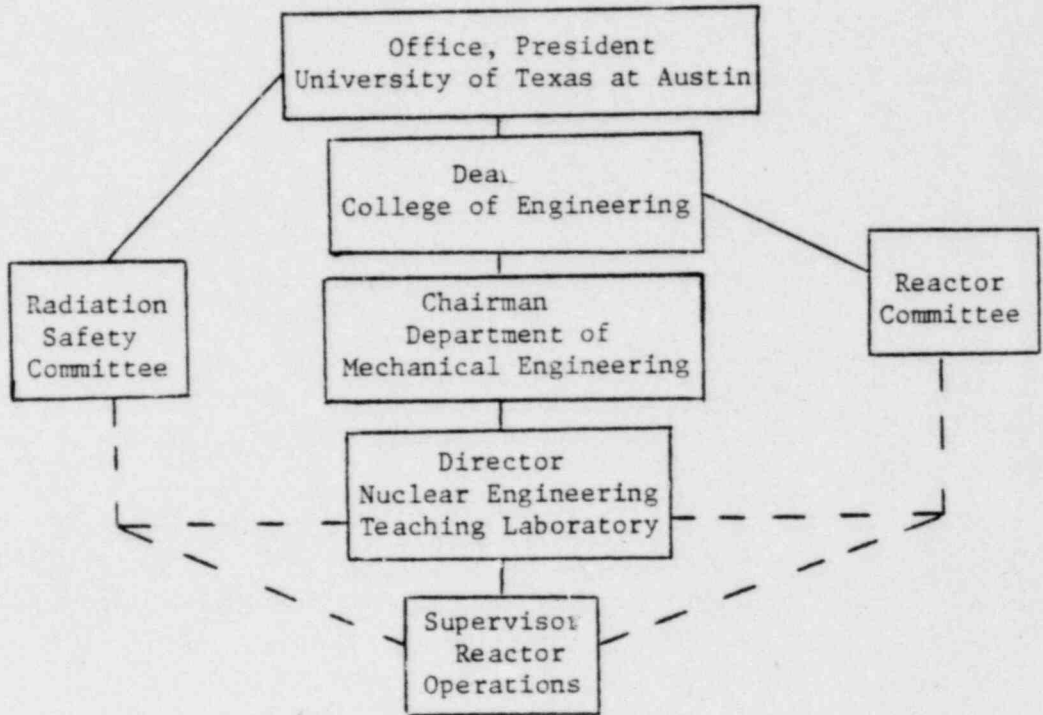 Office, President
University of Texas at Austin
College of Engineering
Radiation
Safety
Committee
Chairman
Department of
Mechanical Engineering
Reactor
Committee
Director
Nuclear Engineering
Teaching Laboratory
Supervisor
Reactor
Operations